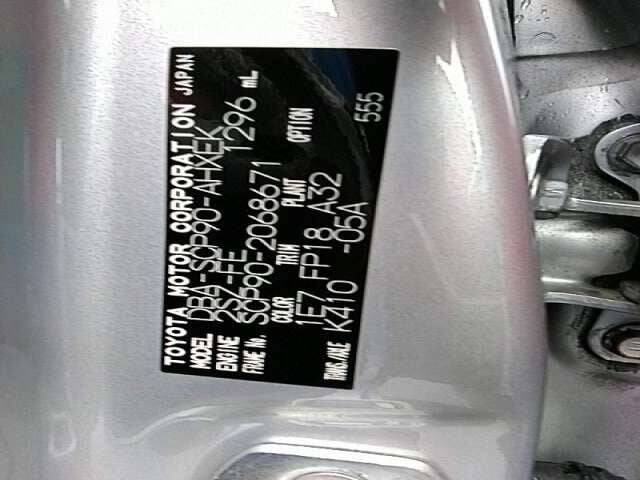 TOYOTA MOTOR CORPORATION JAPAN
MODEL DBA-SCP90-AHXEK
ENGINE 2SZ-FE 1296 mL
FRAME No. SCP90-2068671
COLOR TRIM PLANT OPTION
1E7 FP18 A32 555
TRANS./AXLE K410 -05A